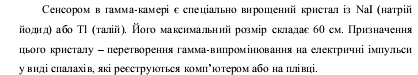 Сенсором в гамма-камері є спеціально вирощений кристал із NaI (натрій
йодид) або Tl (талій). Його максимальний розмір складає 60 см. Призначення
цього кристалу – перетворення гамма-випромінювання на електричні імпульси
у виді спалахів, які реєструються комп’ютером або на плівці.